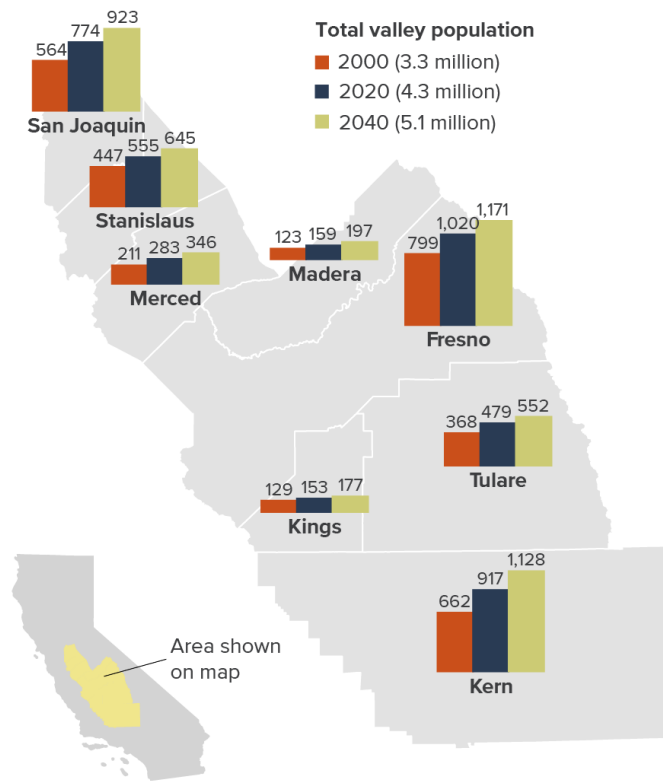 Total valley population
2000 (3.3 million)
2020 (4.3 million)
2040 (5.1 million)
564 774 923
San Joaquin
447 555 645
Stanislaus
211 283 346
Merced
123 159 197
Madera
799 1,020 1,171
Fresno
368 479 552
Tulare
129 153 177
Kings
662 917 1,128
Kern
Area shown
on map